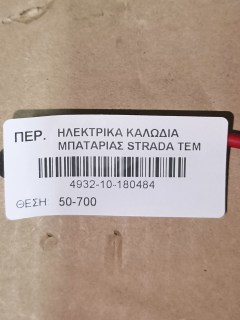 ΠΕΡ. ΗΛΕΚΤΡΙΚΑ ΚΑΛΩΔΙΑ
ΜΠΑΤΑΡΙΑΣ STRADA TEM
4932-10-180484
ΘΕΣΗ 50-700